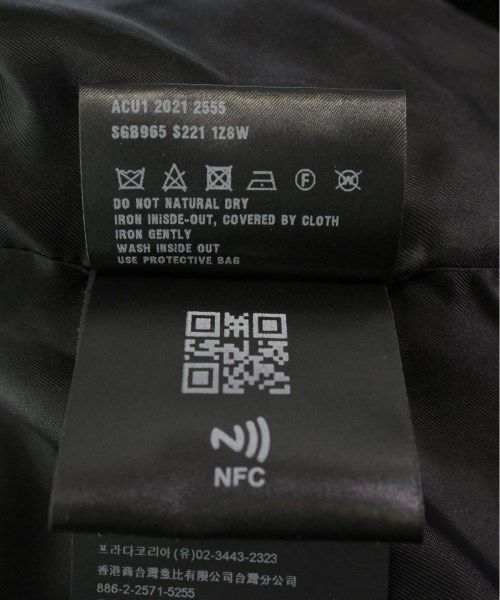 ACU1 2021 2555
SGB965 S221 1Z8W
F
W
DO NOT NATURAL DRY
IRON INISDE-OUT, COVERED BY CLOTH
IRON GENTLY
WASH INSIDE OUT
USE PROTECTIVE BAG
NFC
프라다코리아(유)02-3443-2323
香港商台灣意比有限公司台灣分公司
886-2-2571-5255